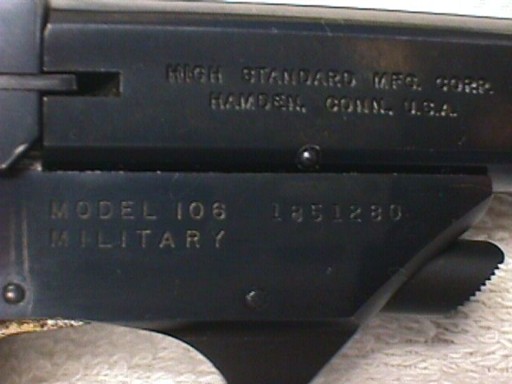 HIGH STANDARD MFG. CORP.
HAMDEN, CONN., U.S.A.
MODEL 106 1851280
MILITARY